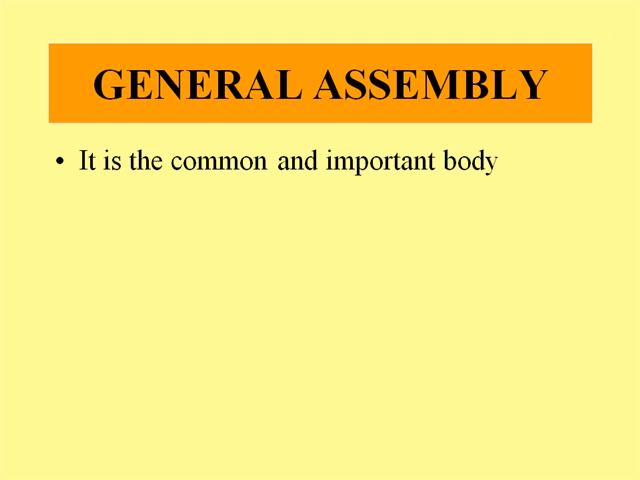 GENERAL ASSEMBLY
• It is the common and important body